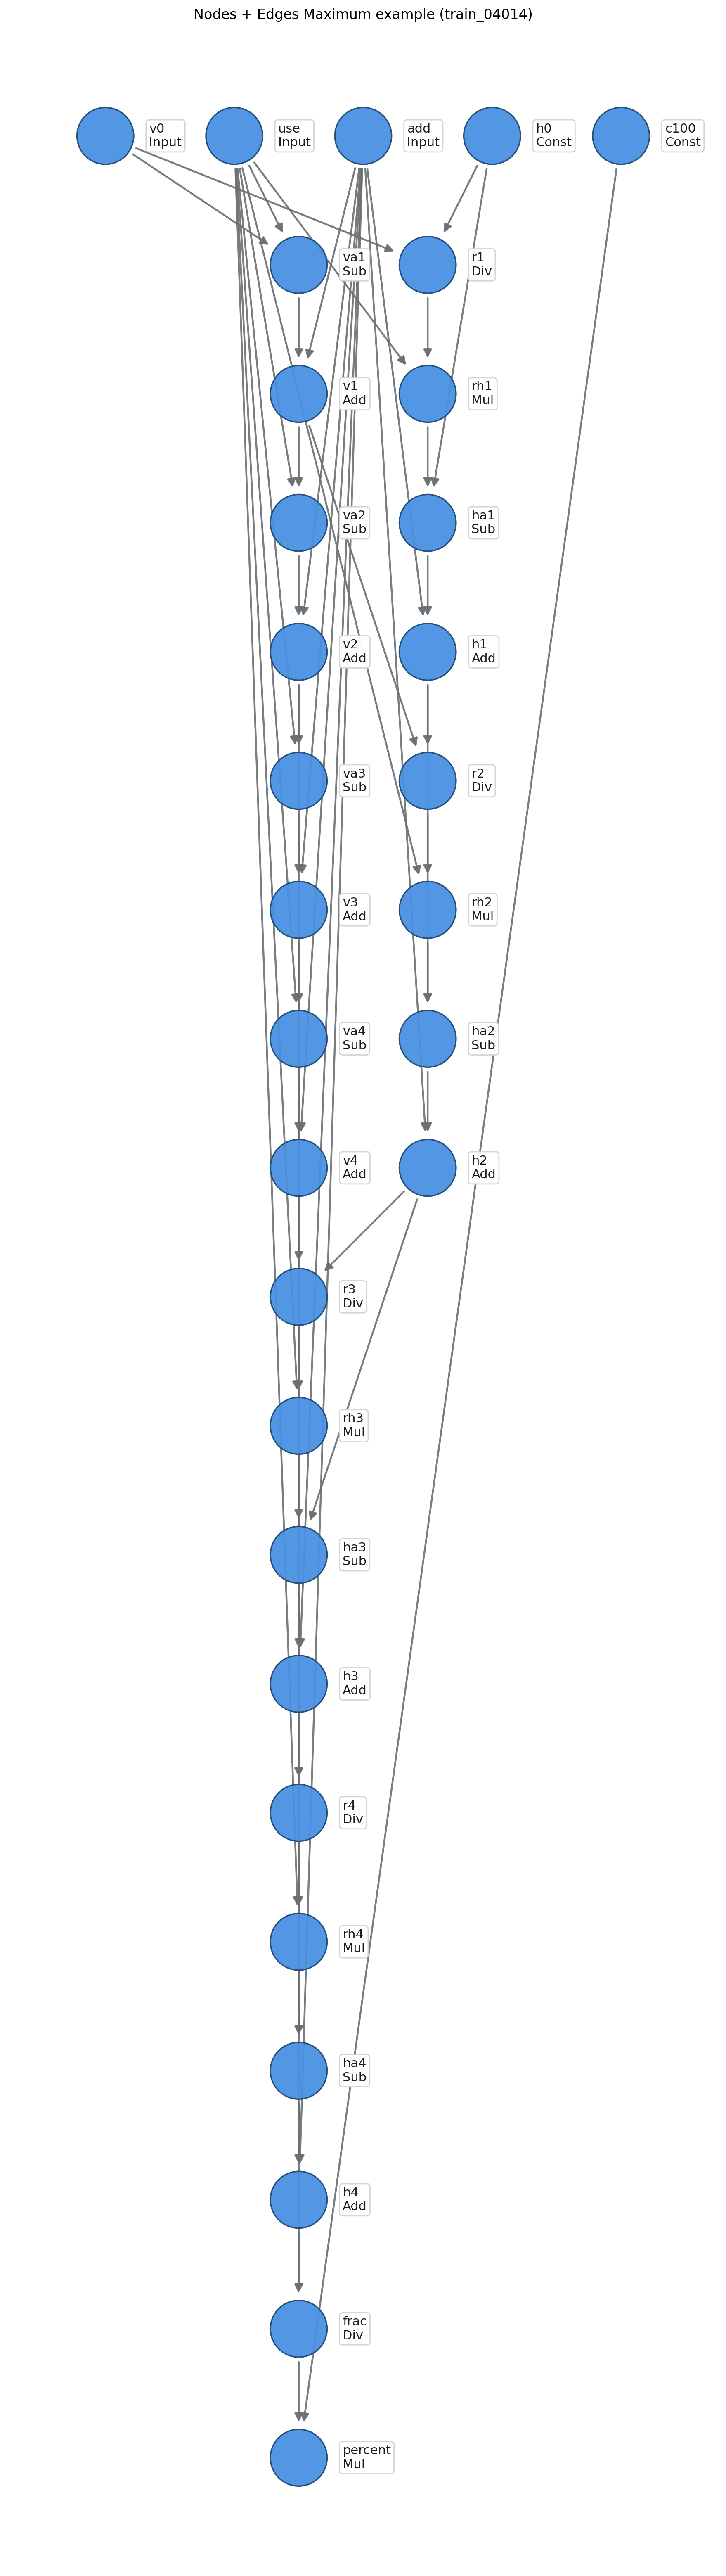 Nodes + Edges Maximum example (train_04014)
v0
Input
use
Input
add
Input
h0
Const
c100
Const
va1
Sub
r1
Div
v1
Add
rh1
Mul
va2
Sub
ha1
Sub
v2
Add
h1
Add
va3
Sub
r2
Div
v3
Add
rh2
Mul
va4
Sub
ha2
Sub
v4
Add
h2
Add
r3
Div
rh3
Mul
ha3
Sub
h3
Add
r4
Div
rh4
Mul
ha4
Sub
h4
Add
frac
Div
percent
Mul